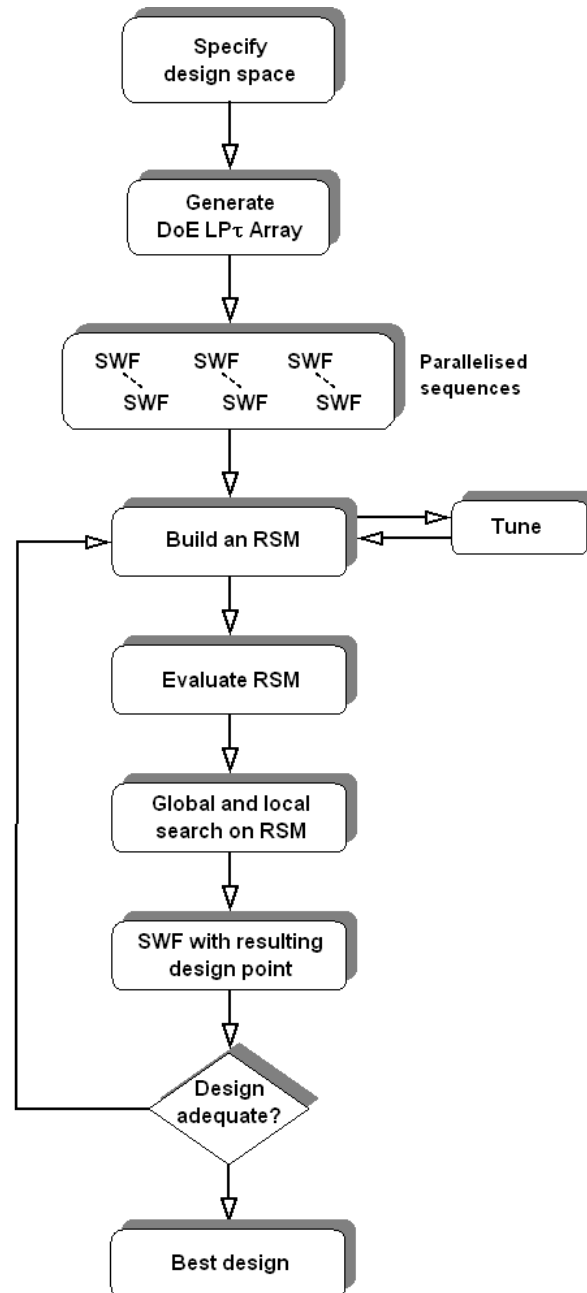 Specify
design space
Generate
DoE LPτ Array
SWF SWF SWF
SWF SWF SWF
Parallelised
sequences
Build an RSM
Tune
Evaluate RSM
Global and local
search on RSM
SWF with resulting
design point
Design
adequate?
Best design